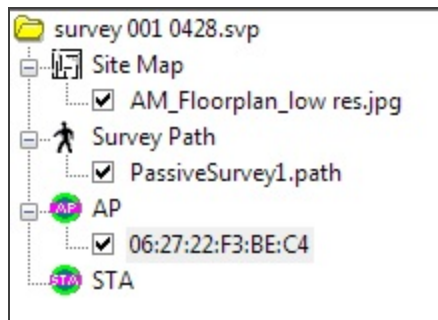 survey 001 0428.svp
Site Map
AM_Floorplan_low res.jpg
Survey Path
PassiveSurvey1.path
AP AP
06:27:22:F3:BE:C4
STA STA